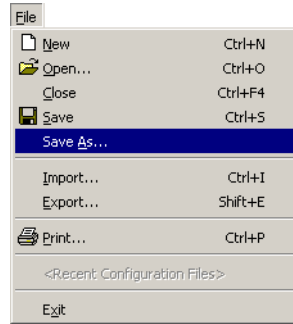 File
New Ctrl+N
Open... Ctrl+O
Close Ctrl+F4
Save Ctrl+S
Save As...
Import... Ctrl+I
Export... Shift+E
Print... Ctrl+P
<Recent Configuration Files>
Exit